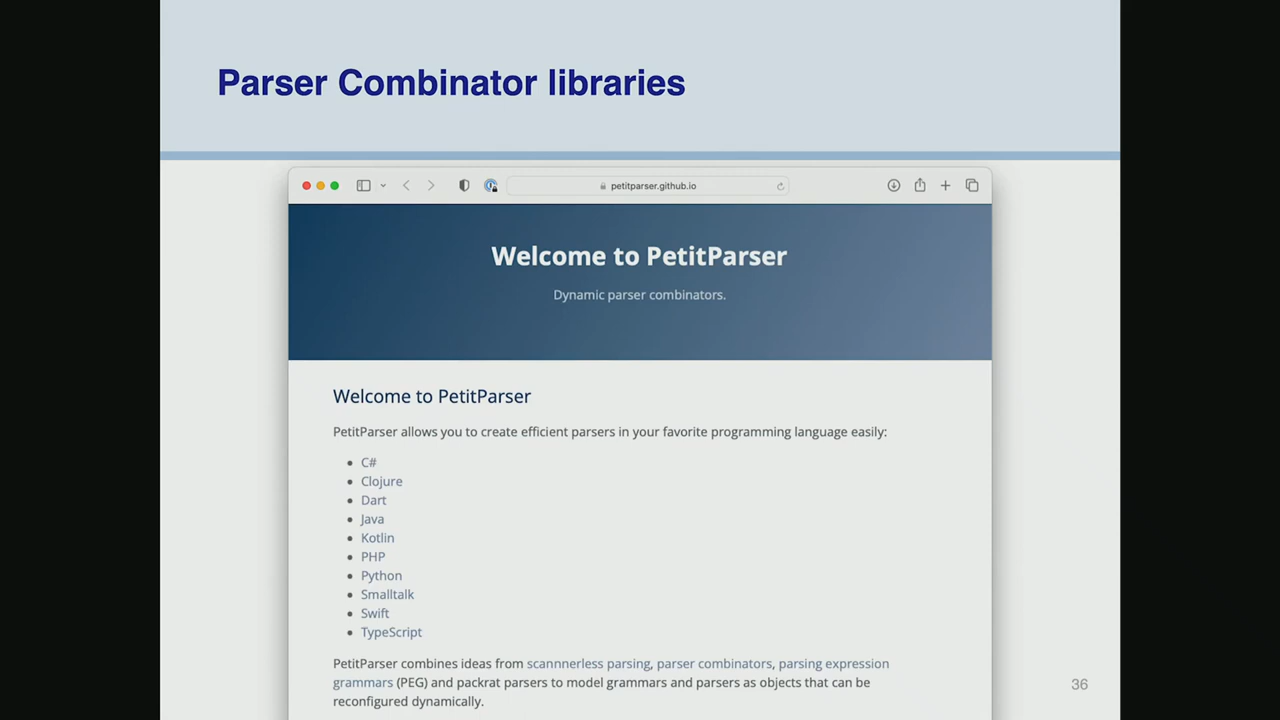 Parser Combinator libraries
petitparser.github.io
Welcome to PetitParser
Dynamic parser combinators.
Welcome to PetitParser
PetitParser allows you to create efficient parsers in your favorite programming language easily:
• C#
• Clojure
• Dart
• Java
• Kotlin
• PHP
• Python
• Smalltalk
• Swift
• TypeScript
PetitParser combines ideas from scannnerless parsing, parser combinators, parsing expression
grammars (PEG) and packrat parsers to model grammars and parsers as objects that can be
reconfigured dynamically.
36